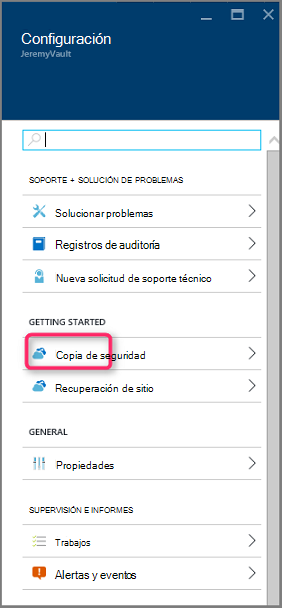 Configuración
JeremyVault
SOPORTE + SOLUCIÓN DE PROBLEMAS
Solucionar problemas
Registros de auditoría
Nueva solicitud de soporte técnico
GETTING STARTED
Copia de seguridad
Recuperación de sitio
GENERAL
Propiedades
SUPERVISIÓN E INFORMES
Trabajos
Alertas y eventos